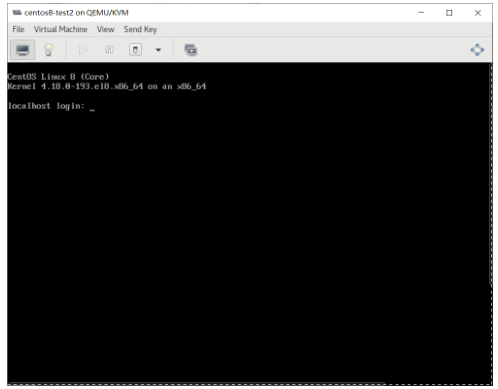 centos8-test2 on QEMU/KVM
File Virtual Machine View Send Key
CentOS Linux 8 (Core)
Kernel 4.18.0-193.el8.x86_64 on an x86_64
localhost login: _